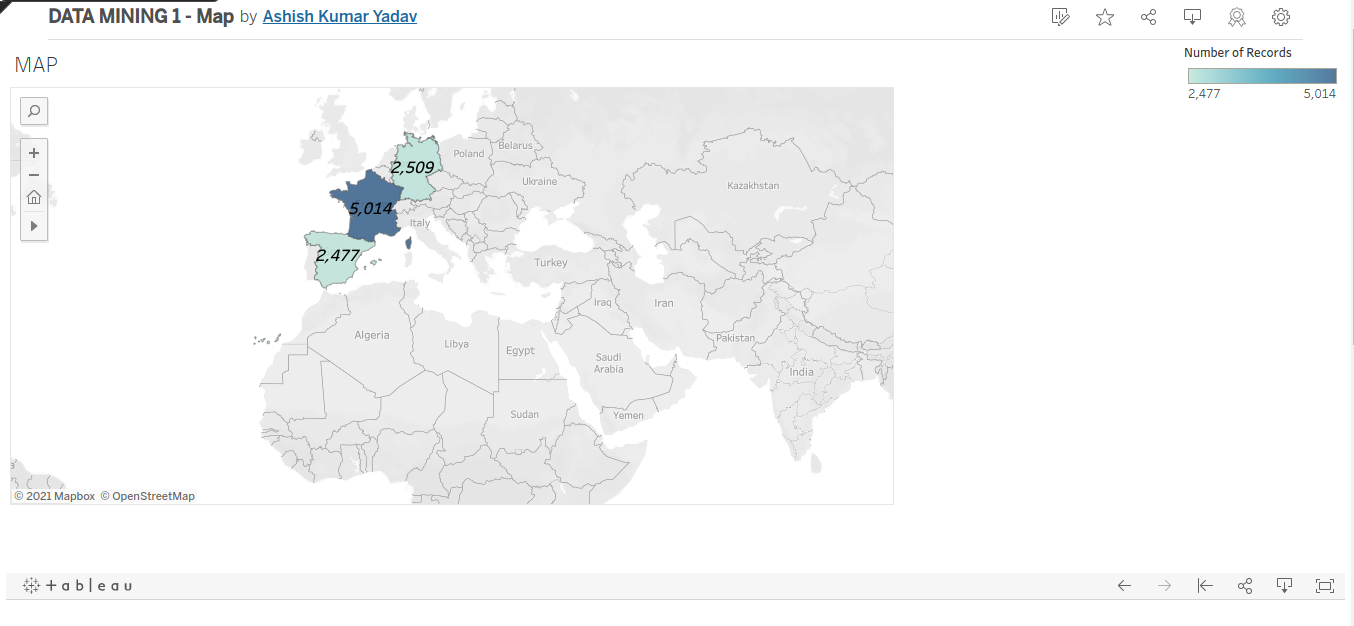 DATA MINING 1 - Map by Ashish Kumar Yadav
Number of Records
2,477 5,014
MAP
Belarus
Poland
2,509
Ukraine
Kazakhstan
5,014
Italy
2,477
Turkey
Iraq
Iran
Algeria
Libya
Egypt
Pakistan
Saudi
Arabia
India
Sudan
Yemen
© 2021 Mapbox © OpenStreetMap
+ a b l e a u